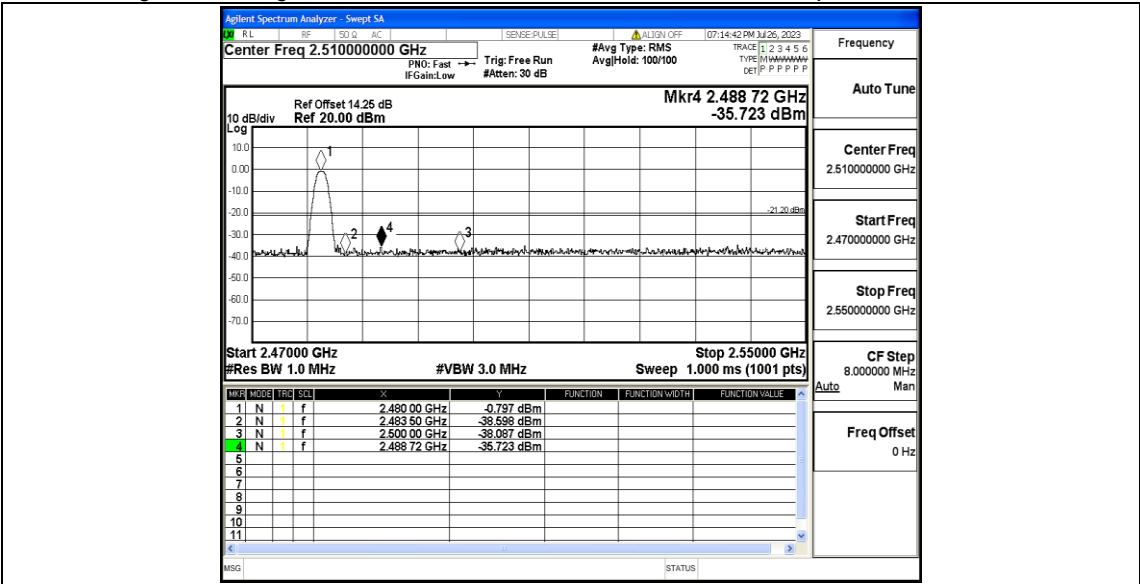 Agilent Spectrum Analyzer - Swept SA
RL RF 50 Ω AC SENSE:PULSE ALIGN OFF 07:14:42 PM Jul 26, 2023
Center Freq 2.510000000 GHz
PNO: Fast
IFGain:Low
Trig: Free Run
#Atten: 30 dB
#Avg Type: RMS
Avg|Hold: 100/100
TRACE 1 2 3 4 5 6
TYPE M
DET P P P P P P
Frequency
Auto Tune
Center Freq
2.510000000 GHz
Start Freq
2.470000000 GHz
Stop Freq
2.550000000 GHz
CF Step
8.000000 MHz
Auto Man
Freq Offset
0 Hz
Mkr4 2.488 72 GHz
-35.723 dBm
Ref Offset 14.25 dB
10 dB/div Ref 20.00 dBm
Log
10.0
0.00
-10.0
-20.0
-30.0
-40.0
-50.0
-60.0
-70.0
1
2
4
3
-21.20 dBm
Start 2.47000 GHz Stop 2.55000 GHz
#Res BW 1.0 MHz #VBW 3.0 MHz Sweep 1.000 ms (1001 pts)
MKR MODE TRC SCL X Y FUNCTION FUNCTION WIDTH FUNCTION VALUE
1 N 1 f 2.480 00 GHz -0.797 dBm
2 N 1 f 2.483 50 GHz -38.598 dBm
3 N 1 f 2.500 00 GHz -38.087 dBm
4 N 1 f 2.488 72 GHz -35.723 dBm
5
6
7
8
9
10
11
MSG STATUS